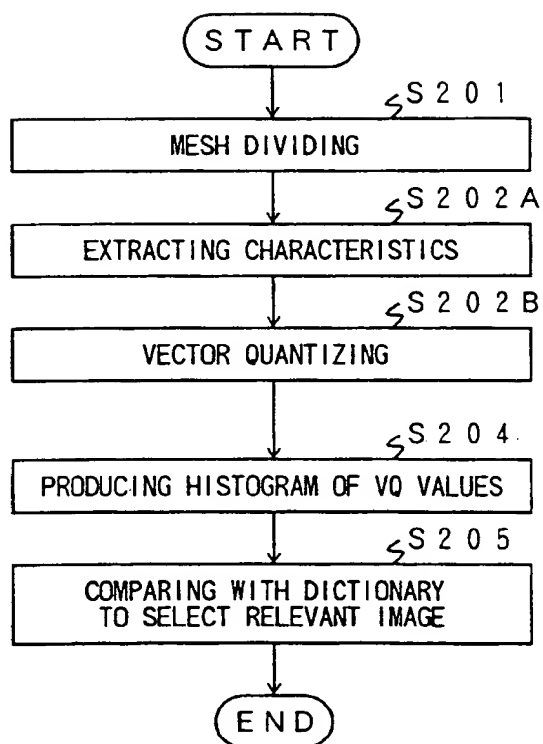 START
S201
MESH DIVIDING
S202A
EXTRACTING CHARACTERISTICS
S202B
VECTOR QUANTIZING
S204
PRODUCING HISTOGRAM OF VQ VALUES
S205
COMPARING WITH DICTIONARY
TO SELECT RELEVANT IMAGE
END